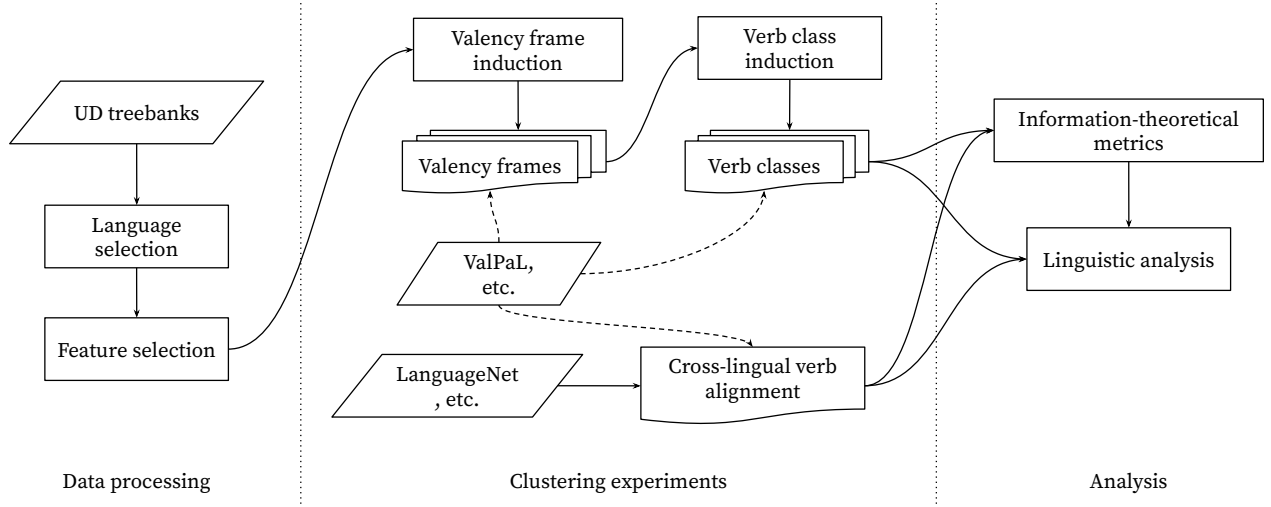 UD treebanks
Language
selection
Feature selection
Valency frame
induction
Valency frames
Verb class
induction
Verb classes
ValPaL,
etc.
LanguageNet
, etc.
Cross-lingual verb
alignment
Information-theoretical
metrics
Linguistic analysis
Data processing
Clustering experiments
Analysis